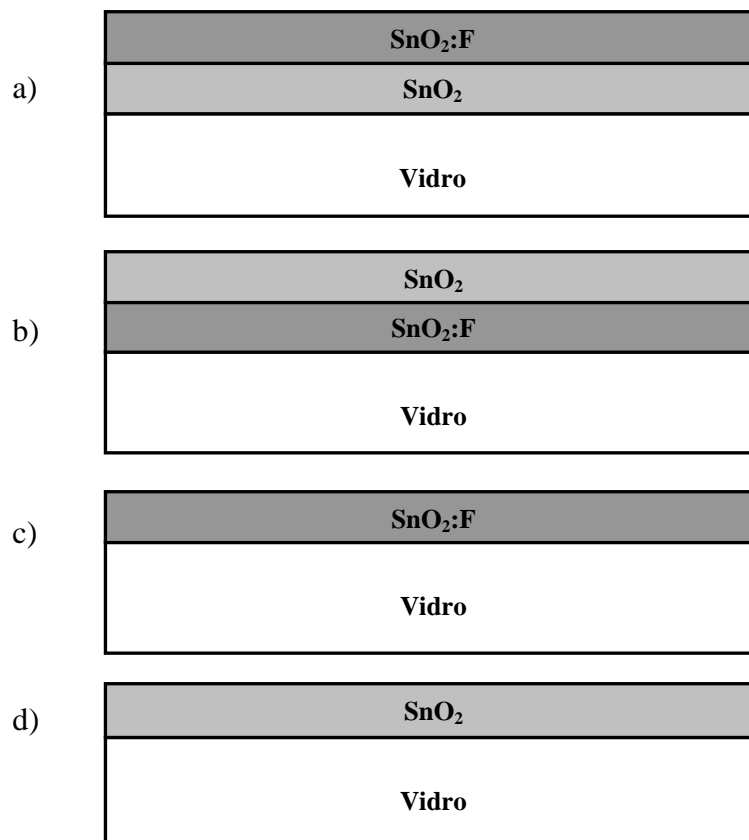 a)
SnO₂:F
SnO₂
Vidro
b)
SnO₂
SnO₂:F
Vidro
c)
SnO₂:F
Vidro
d)
SnO₂
Vidro